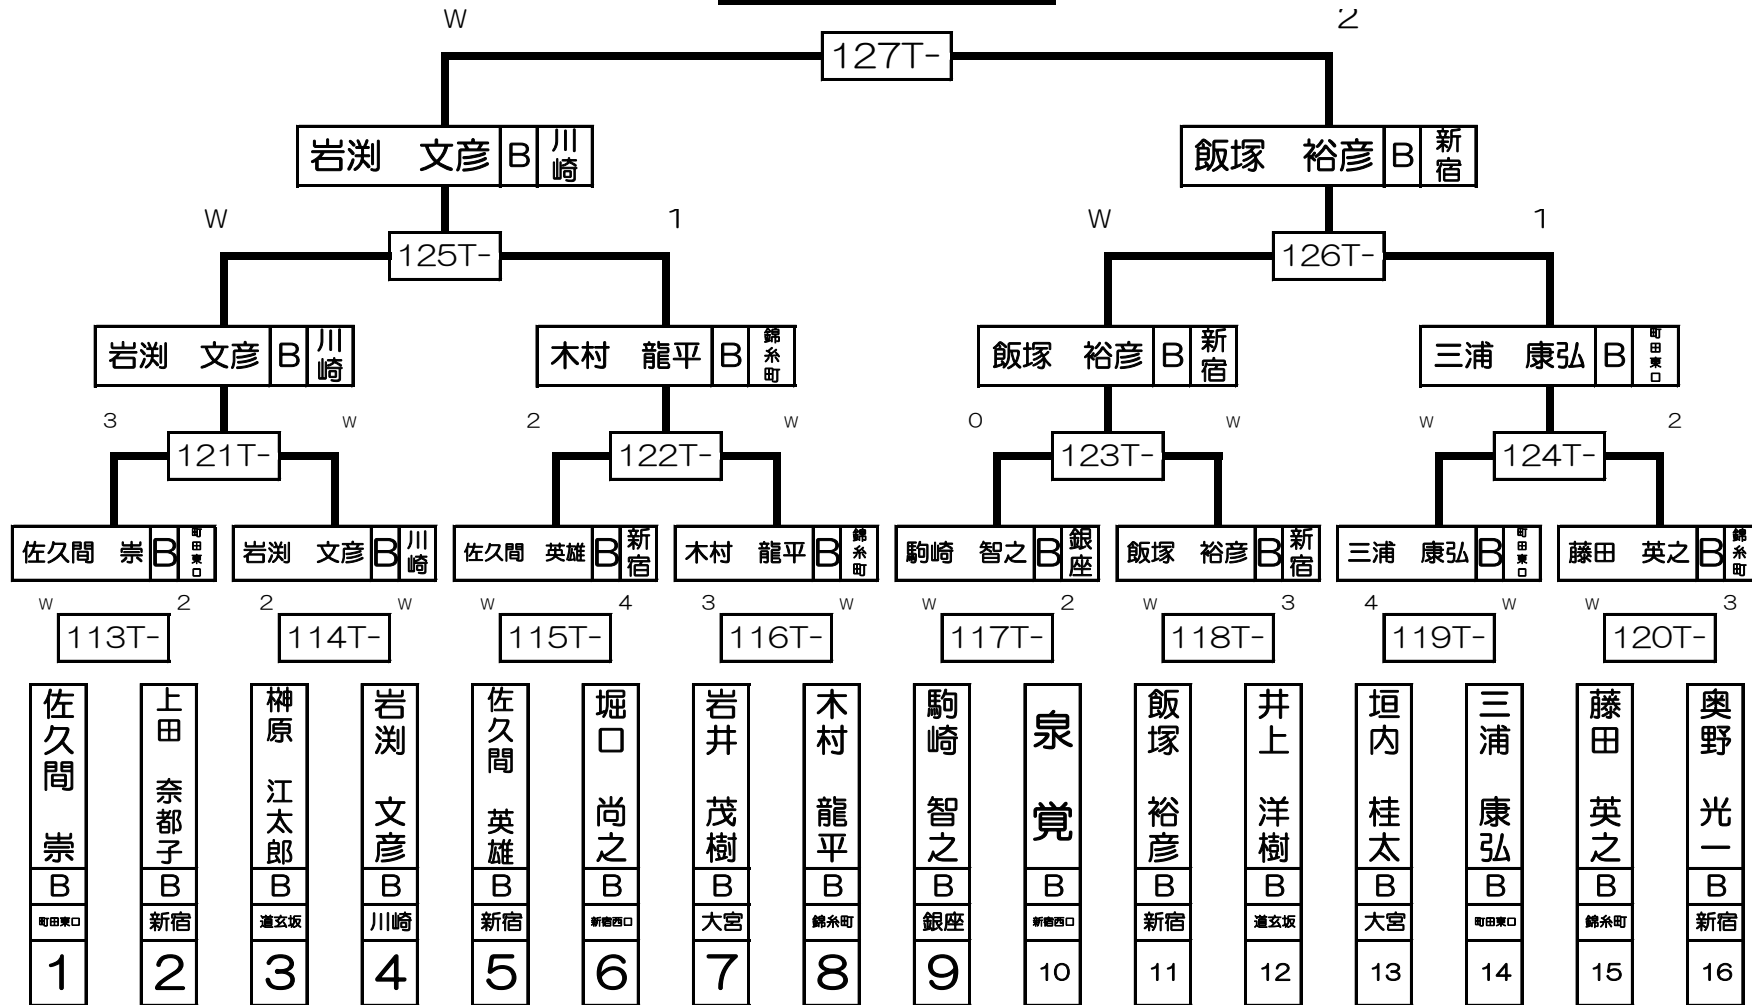 W 2
127T-
岩渕 文彦 B 川崎 飯塚 裕彦 B 新宿
W 1 W 1
125T- 126T-
岩渕 文彦 B 川崎 木村 龍平 B 錦糸町 飯塚 裕彦 B 新宿 三浦 康弘 B 町田東口
3 w 2 w 0 w w 2
121T- 122T- 123T- 124T-
佐久間 崇 B 町田東口 岩渕 文彦 B 川崎 佐久間 英雄 B 新宿 木村 龍平 B 錦糸町 駒崎 智之 B 銀座 飯塚 裕彦 B 新宿 三浦 康弘 B 町田東口 藤田 英之 B 錦糸町
w 2 2 w w 4 3 w w 2 w 3 4 w w 3
113T- 114T- 115T- 116T- 117T- 118T- 119T- 120T-
佐久間 崇 上田 奈都子 榊原 江太郎 岩渕 文彦 佐久間 英雄 堀口 尚之 岩井 茂樹 木村 龍平 駒崎 智之 泉 覚 飯塚 裕彦 井上 洋樹 垣内 桂太 三浦 康弘 藤田 英之 奥野 光一
B B B B B B B B B B B B B B B B
町田東口 新宿 道玄坂 川崎 新宿 新宿西口 大宮 錦糸町 銀座 新宿西口 新宿 道玄坂 大宮 町田東口 錦糸町 新宿
1 2 3 4 5 6 7 8 9 10 11 12 13 14 15 16